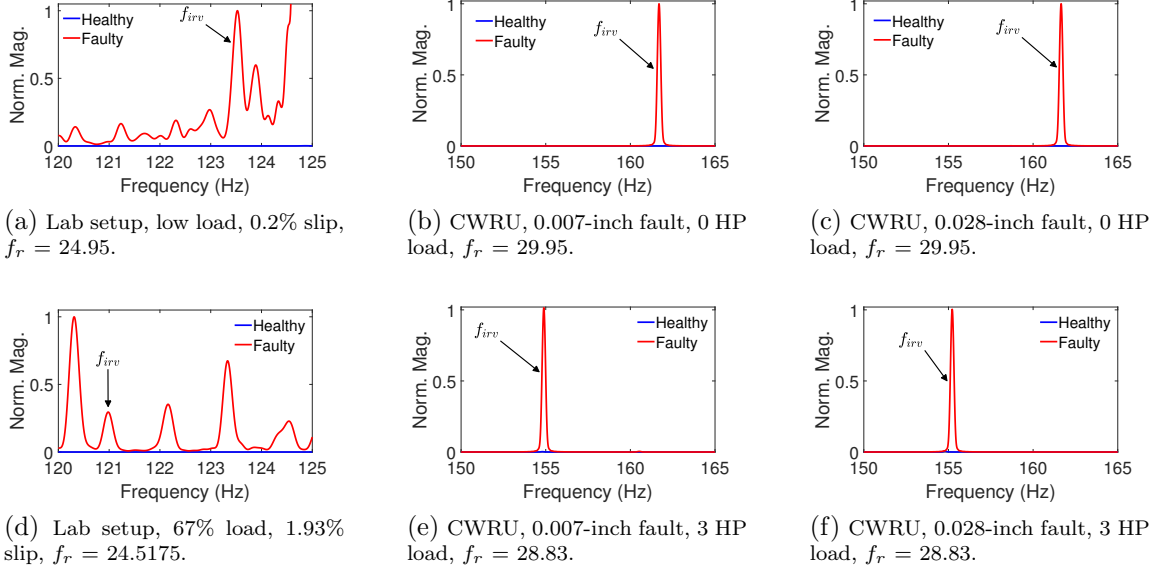 1
0.5
0
Norm. Mag.
Healthy
Faulty
f_irv
120 121 122 123 124 125
Frequency (Hz)
(a) Lab setup, low load, 0.2% slip,
f_r = 24.95.
1
0.5
0
Norm. Mag.
Healthy
Faulty
f_irv
150 155 160 165
Frequency (Hz)
(b) CWRU, 0.007-inch fault, 0 HP
load, f_r = 29.95.
1
0.5
0
Norm. Mag.
Healthy
Faulty
f_irv
150 155 160 165
Frequency (Hz)
(c) CWRU, 0.028-inch fault, 0 HP
load, f_r = 29.95.
1
0.5
0
Norm. Mag.
Healthy
Faulty
f_irv
120 121 122 123 124 125
Frequency (Hz)
(d) Lab setup, 67% load, 1.93%
slip, f_r = 24.5175.
1
0.5
0
Norm. Mag.
Healthy
Faulty
f_irv
150 155 160 165
Frequency (Hz)
(e) CWRU, 0.007-inch fault, 3 HP
load, f_r = 28.83.
1
0.5
0
Norm. Mag.
Healthy
Faulty
f_irv
150 155 160 165
Frequency (Hz)
(f) CWRU, 0.028-inch fault, 3 HP
load, f_r = 28.83.